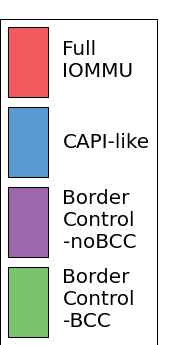 Full
IOMMU
CAPI-like
Border
Control
-noBCC
Border
Control
-BCC